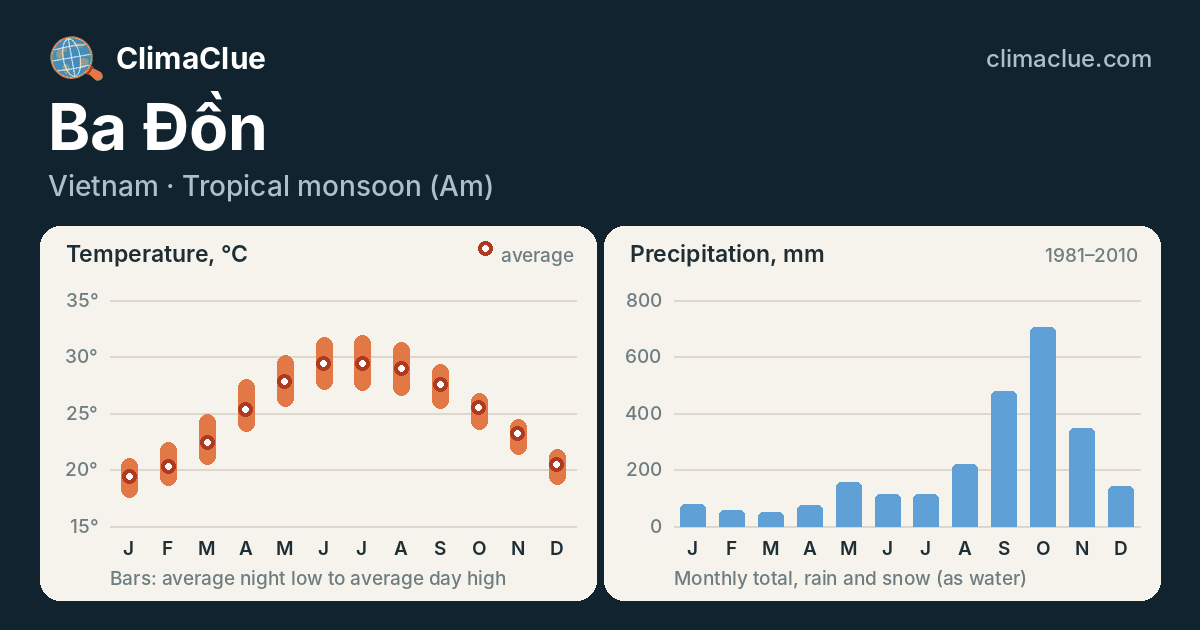 ClimaClue
climaclue.com
Ba Đồn
Vietnam · Tropical monsoon (Am)
Temperature, °C
average
35°
30°
25°
20°
15°
J F M A M J J A S O N D
Bars: average night low to average day high
Precipitation, mm
1981–2010
800
600
400
200
0
J F M A M J J A S O N D
Monthly total, rain and snow (as water)